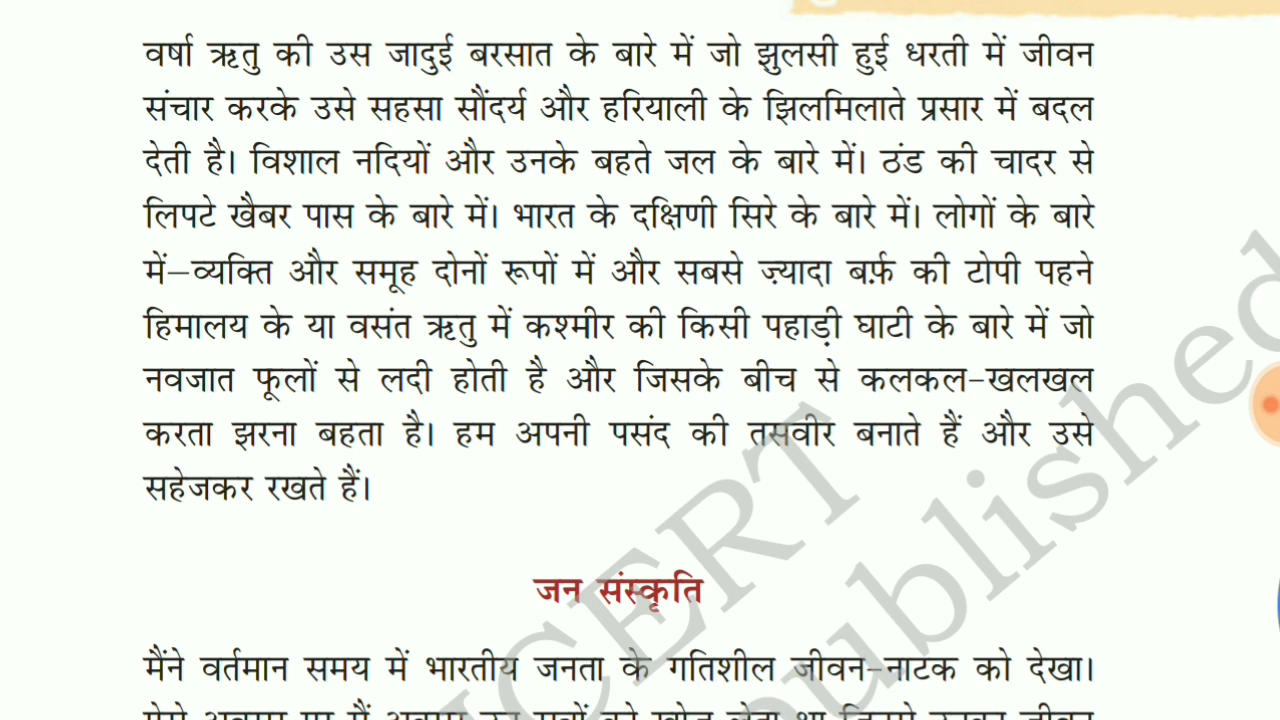 वर्षा ऋतु की उस जादुई बरसात के बारे में जो झुलसी हुई धरती में जीवन
संचार करके उसे सहसा सौंदर्य और हरियाली के झिलमिलाते प्रसार में बदल
देती है। विशाल नदियों और उनके बहते जल के बारे में। ठंड की चादर से
लिपटे खैबर पास के बारे में। भारत के दक्षिणी सिरे के बारे में। लोगों के बारे
में–व्यक्ति और समूह दोनों रूपों में और सबसे ज़्यादा बर्फ़ की टोपी पहने
हिमालय के या वसंत ऋतु में कश्मीर की किसी पहाड़ी घाटी के बारे में जो
नवजात फूलों से लदी होती है और जिसके बीच से कलकल-खलखल
करता झरना बहता है। हम अपनी पसंद की तसवीर बनाते हैं और उसे
सहेजकर रखते हैं।
जन संस्कृति
मैंने वर्तमान समय में भारतीय जनता के गतिशील जीवन-नाटक को देखा।
NCERT
published